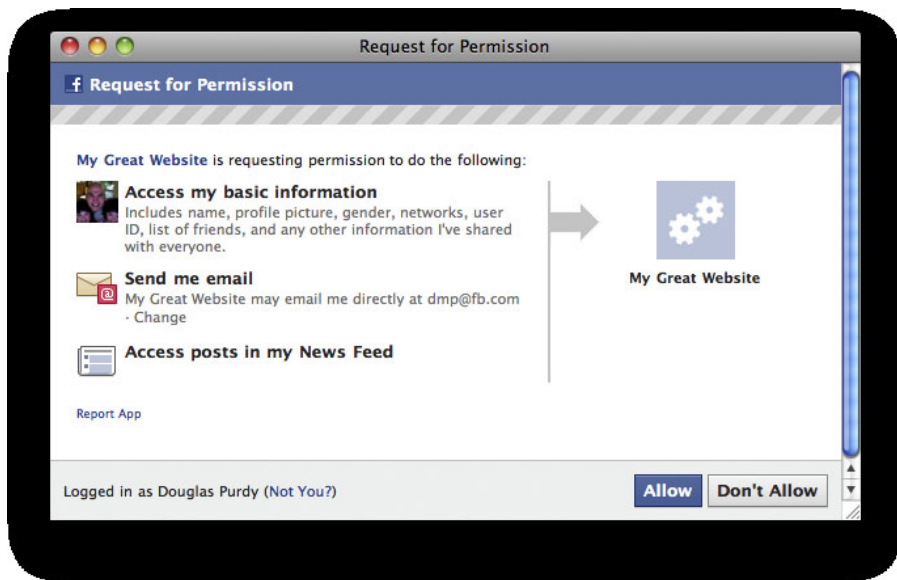 Request for Permission
f Request for Permission
My Great Website is requesting permission to do the following:
Access my basic information
Includes name, profile picture, gender, networks, user
ID, list of friends, and any other information I've shared
with everyone.
My Great Website
Send me email
@
My Great Website may email me directly at dmp@fb.com
· Change
Access posts in my News Feed
Report App
Logged in as Douglas Purdy (Not You?)
Allow
Don't Allow